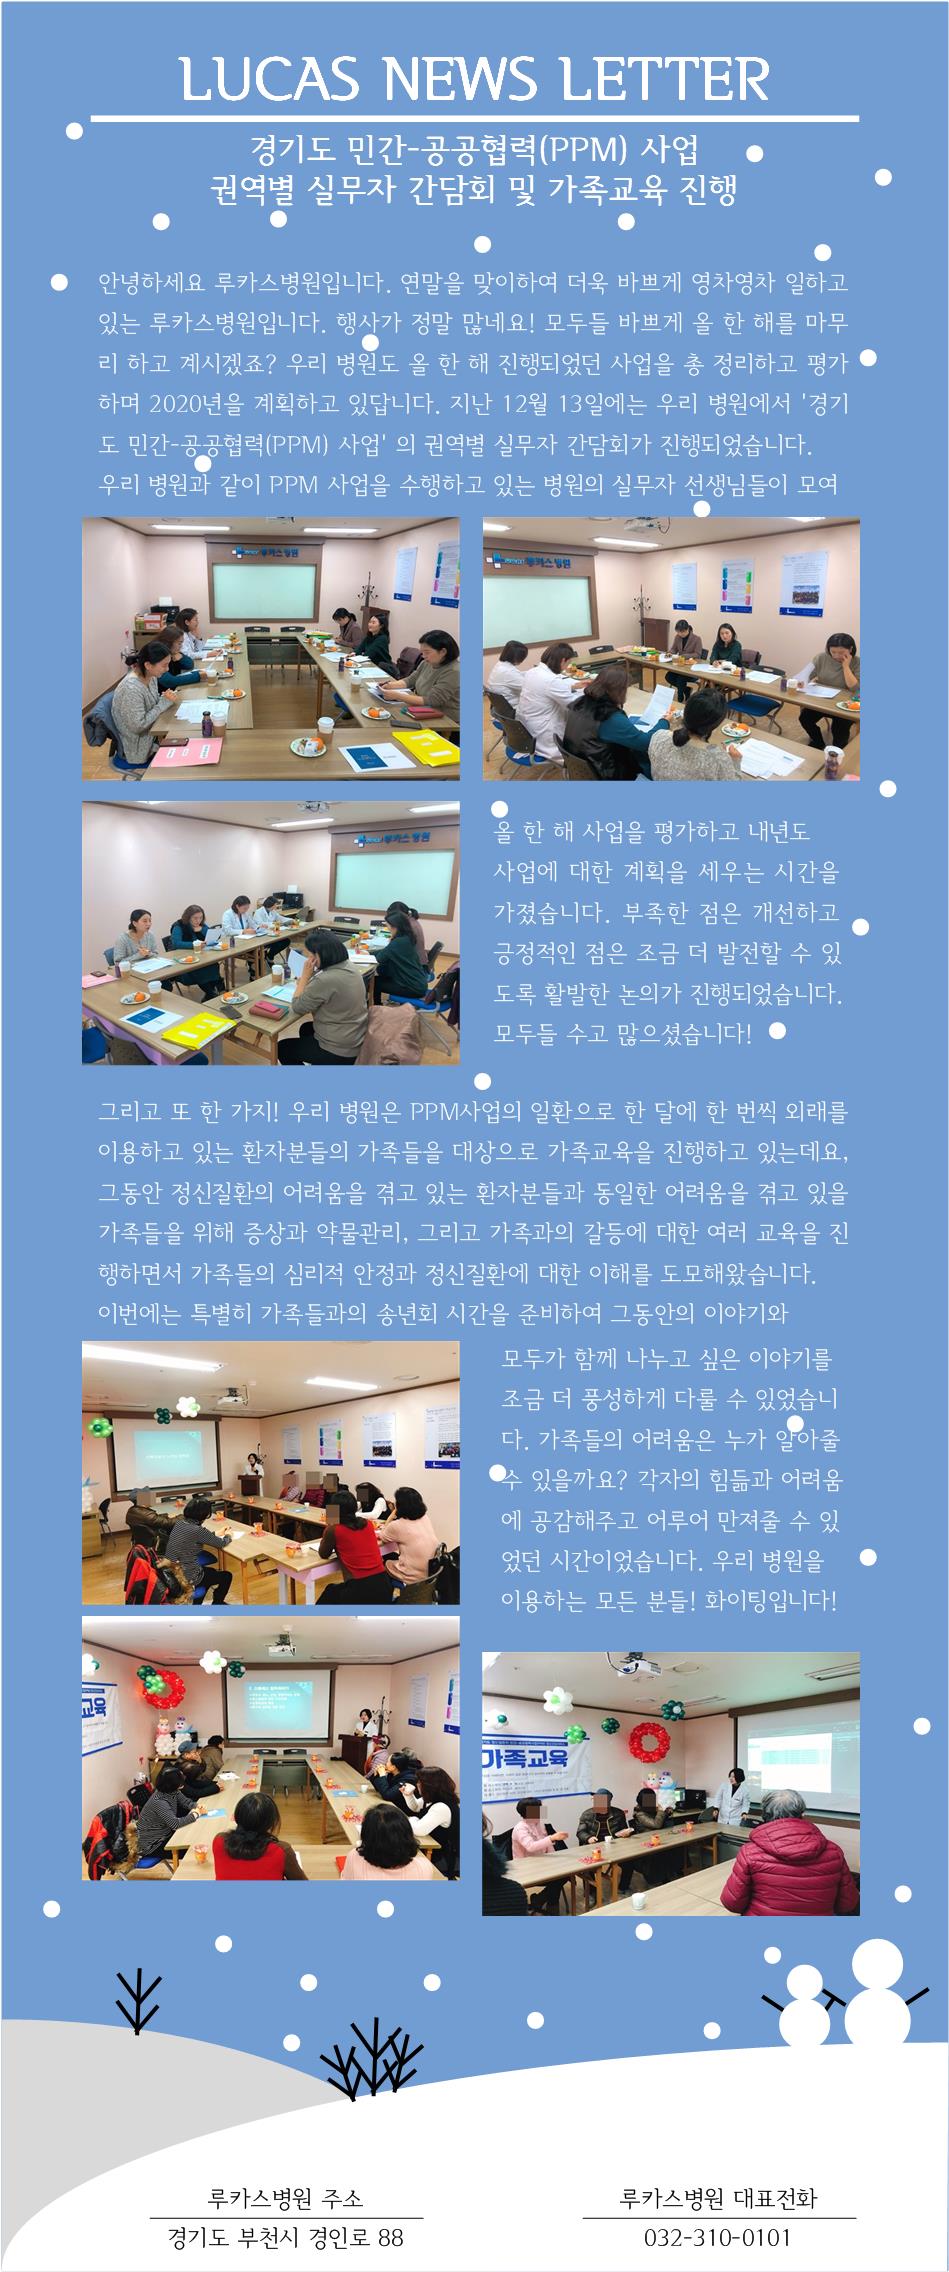 LUCAS NEWS LETTER
경기도 민간-공공협력(PPM) 사업
권역별 실무자 간담회 및 가족교육 진행
안녕하세요 루카스병원입니다. 연말을 맞이하여 더욱 바쁘게 영차영차 일하고
있는 루카스병원입니다. 행사가 정말 많네요! 모두들 바쁘게 올 한 해를 마무
리 하고 계시겠죠? 우리 병원도 올 한 해 진행되었던 사업을 총 정리하고 평가
하며 2020년을 계획하고 있답니다. 지난 12월 13일에는 우리 병원에서 '경기
도 민간-공공협력(PPM) 사업' 의 권역별 실무자 간담회가 진행되었습니다.
우리 병원과 같이 PPM 사업을 수행하고 있는 병원의 실무자 선생님들이 모여
루카스병원
루카스병원
루카스병원
올 한 해 사업을 평가하고 내년도
사업에 대한 계획을 세우는 시간을
가졌습니다. 부족한 점은 개선하고
긍정적인 점은 조금 더 발전할 수 있
도록 활발한 논의가 진행되었습니다.
모두들 수고 많으셨습니다!
그리고 또 한 가지! 우리 병원은 PPM사업의 일환으로 한 달에 한 번씩 외래를
이용하고 있는 환자분들의 가족들을 대상으로 가족교육을 진행하고 있는데요,
그동안 정신질환의 어려움을 겪고 있는 환자분들과 동일한 어려움을 겪고 있을
가족들을 위해 증상과 약물관리, 그리고 가족과의 갈등에 대한 여러 교육을 진
행하면서 가족들의 심리적 안정과 정신질환에 대한 이해를 도모해왔습니다.
이번에는 특별히 가족들과의 송년회 시간을 준비하여 그동안의 이야기와
모두가 함께 나누고 싶은 이야기를
조금 더 풍성하게 다룰 수 있었습니
다. 가족들의 어려움은 누가 알아줄
수 있을까요? 각자의 힘듦과 어려움
에 공감해주고 어루어 만져줄 수 있
었던 시간이었습니다. 우리 병원을
이용하는 모든 분들! 화이팅입니다!
교육
가족교육
루카스병원 주소
경기도 부천시 경인로 88
루카스병원 대표전화
032-310-0101